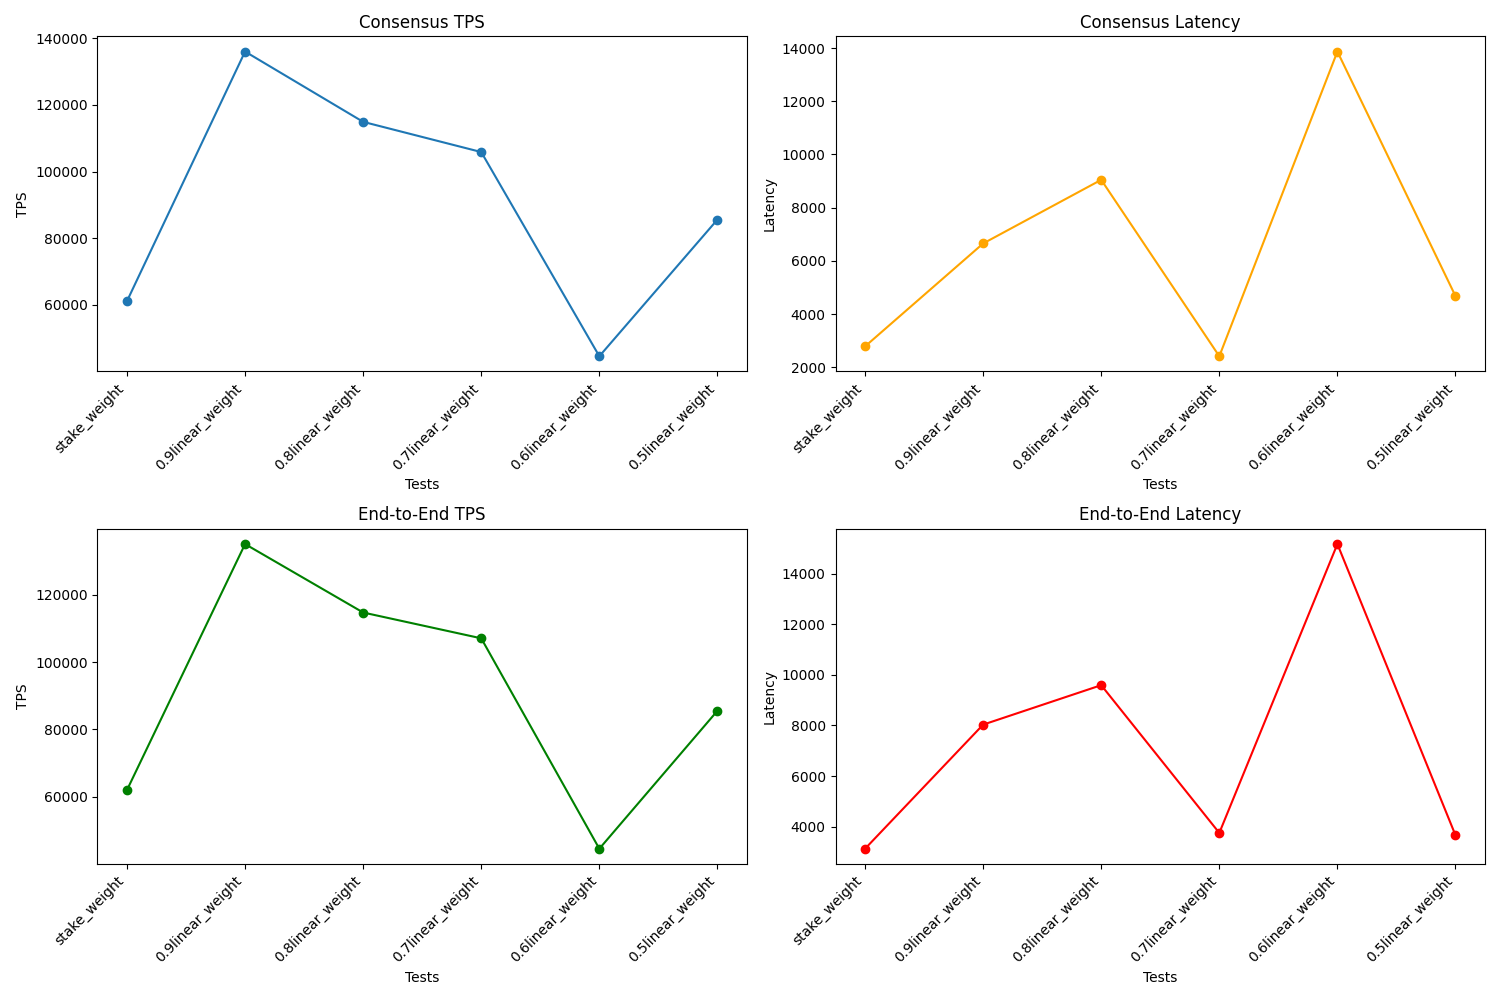 Consensus TPS
140000
120000
100000
80000
60000
TPS
stake_weight
0.9linear_weight
0.8linear_weight
0.7linear_weight
0.6linear_weight
0.5linear_weight
Tests
Consensus Latency
14000
12000
10000
8000
6000
4000
2000
Latency
stake_weight
0.9linear_weight
0.8linear_weight
0.7linear_weight
0.6linear_weight
0.5linear_weight
Tests
End-to-End TPS
120000
100000
80000
60000
TPS
stake_weight
0.9linear_weight
0.8linear_weight
0.7linear_weight
0.6linear_weight
0.5linear_weight
Tests
End-to-End Latency
14000
12000
10000
8000
6000
4000
Latency
stake_weight
0.9linear_weight
0.8linear_weight
0.7linear_weight
0.6linear_weight
0.5linear_weight
Tests